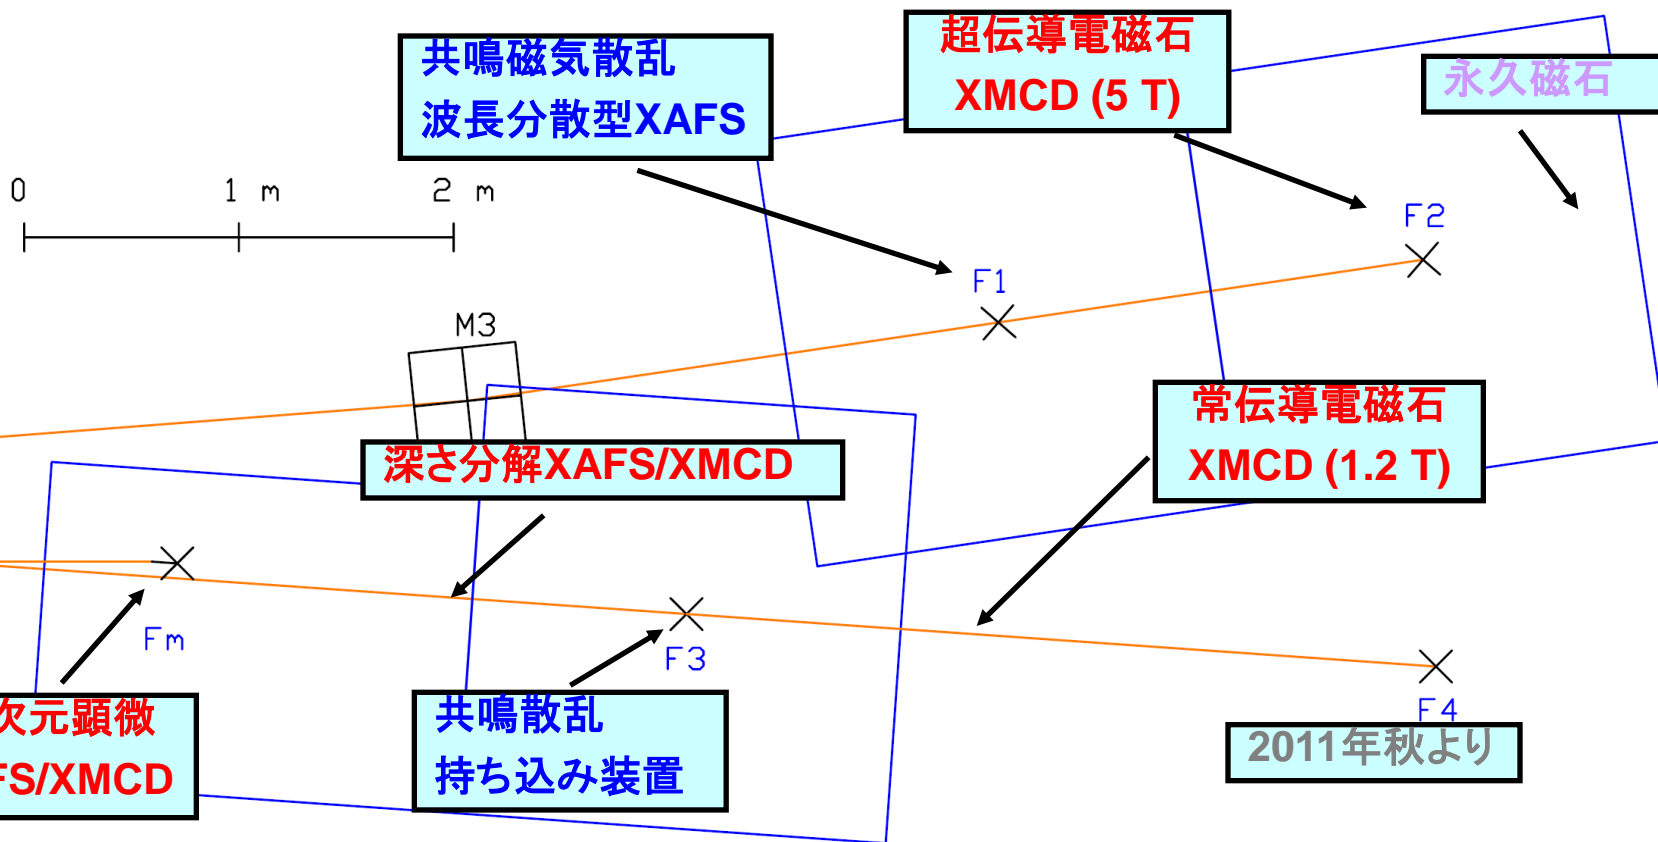 共鳴磁気散乱
波長分散型XAFS
超伝導電磁石
XMCD (5 T)
永久磁石
0
1 m
2 m
F2
F1
M3
常伝導電磁石
XMCD (1.2 T)
深さ分解XAFS/XMCD
Fm
F3
F4
次元顕微
FS/XMCD
共鳴散乱
持ち込み装置
2011年秋より